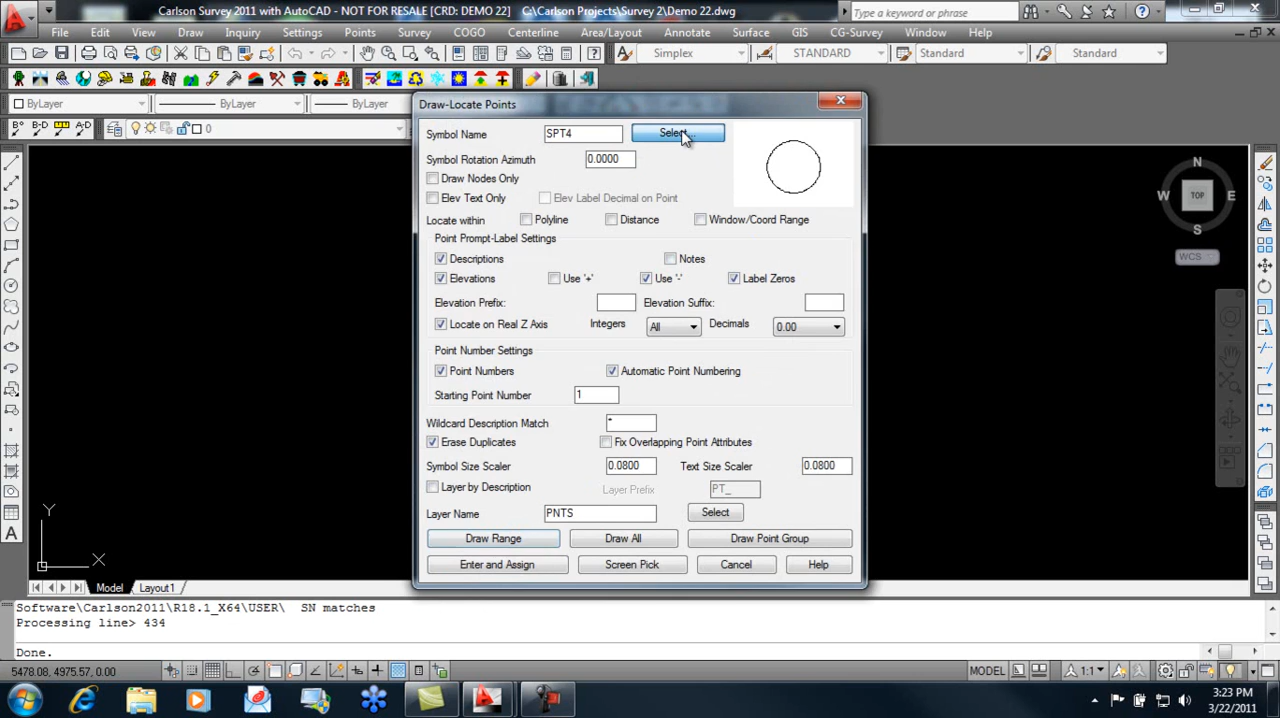 Carlson Survey 2011 with AutoCAD - NOT FOR RESALE [CRD: DEMO 22] C:\Carlson Projects\Survey 2\Demo 22.dwg
Type a keyword or phrase
File Edit View Draw Inquiry Settings Points Survey COGO Centerline Area/Layout Annotate Surface GIS CG-Survey Window Help
Simplex STANDARD Standard Standard
ByLayer ByLayer ByLayer
0
Draw-Locate Points
Symbol Name SPT4 Select...
Symbol Rotation Azimuth 0.0000
Draw Nodes Only
Elev Text Only Elev Label Decimal on Point
Locate within Polyline Distance Window/Coord Range
Point Prompt-Label Settings
Descriptions Notes
Elevations Use '+' Use '-' Label Zeros
Elevation Prefix: Elevation Suffix:
Locate on Real Z Axis Integers All Decimals 0.00
Point Number Settings
Point Numbers Automatic Point Numbering
Starting Point Number 1
Wildcard Description Match *
Erase Duplicates Fix Overlapping Point Attributes
Symbol Size Scaler 0.0800 Text Size Scaler 0.0800
Layer by Description Layer Prefix PT_
Layer Name PNTS Select
Draw Range Draw All Draw Point Group
Enter and Assign Screen Pick Cancel Help
N
W TOP E
S
WCS
Y
X
Model Layout1
Software\Carlson2011\R18.1_X64\USER\ SN matches
Processing line> 434
Done.
5478.08, 4975.57, 0.00 MODEL 1:1
3:23 PM
3/22/2011